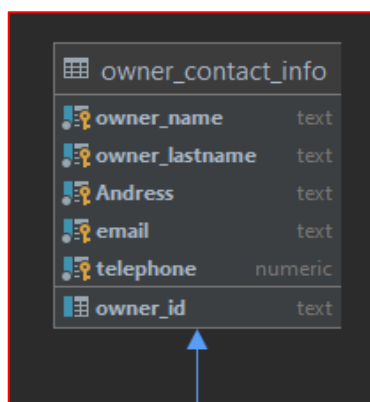 owner_contact_info
owner_name text
owner_lastname text
Andress text
email text
telephone numeric
owner_id text